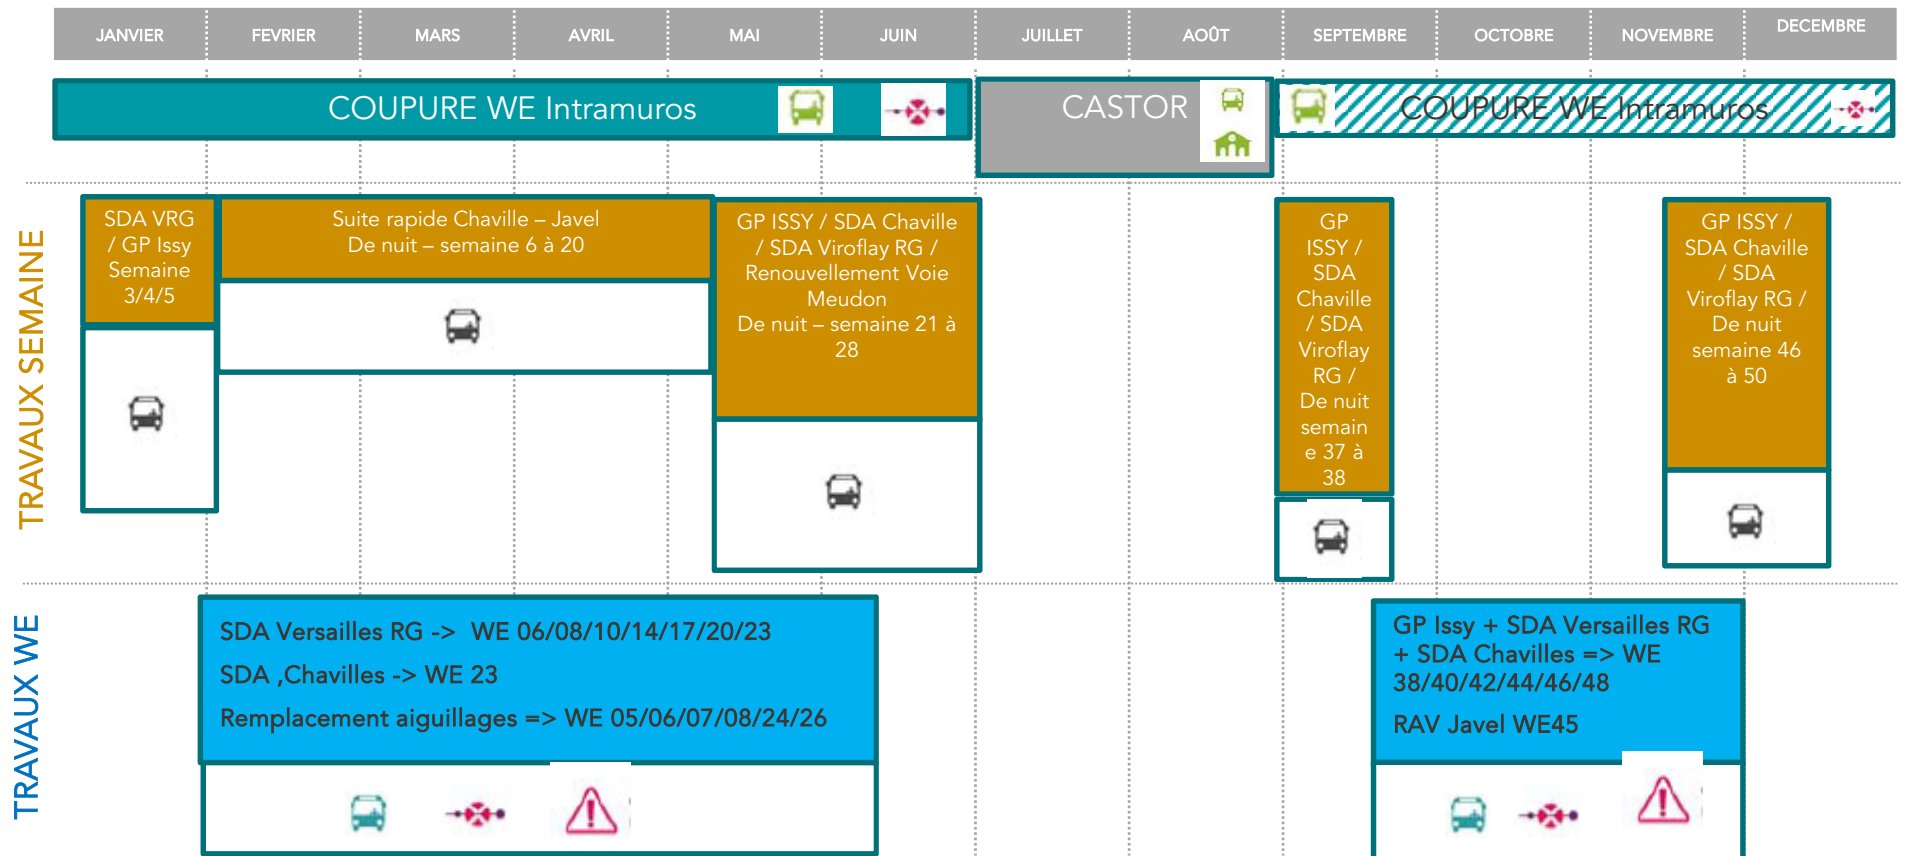 JANVIER FEVRIER MARS AVRIL MAI JUIN JUILLET AOÛT SEPTEMBRE OCTOBRE NOVEMBRE DECEMBRE
COUPURE WE Intramuros
CASTOR
COUPURE WE Intramuros
TRAVAUX SEMAINE
SDA VRG
/ GP Issy
Semaine
3/4/5
Suite rapide Chaville – Javel
De nuit – semaine 6 à 20
GP ISSY / SDA Chaville
/ SDA Viroflay RG /
Renouvellement Voie
Meudon
De nuit – semaine 21 à
28
GP
ISSY /
SDA
Chaville
/ SDA
Viroflay
RG /
De nuit
semain
e 37 à
38
GP ISSY /
SDA Chaville
/ SDA
Viroflay RG /
De nuit
semaine 46
à 50
TRAVAUX WE
SDA Versailles RG -> WE 06/08/10/14/17/20/23
SDA ,Chavilles -> WE 23
Remplacement aiguillages => WE 05/06/07/08/24/26
GP Issy + SDA Versailles RG
+ SDA Chavilles => WE
38/40/42/44/46/48
RAV Javel WE45